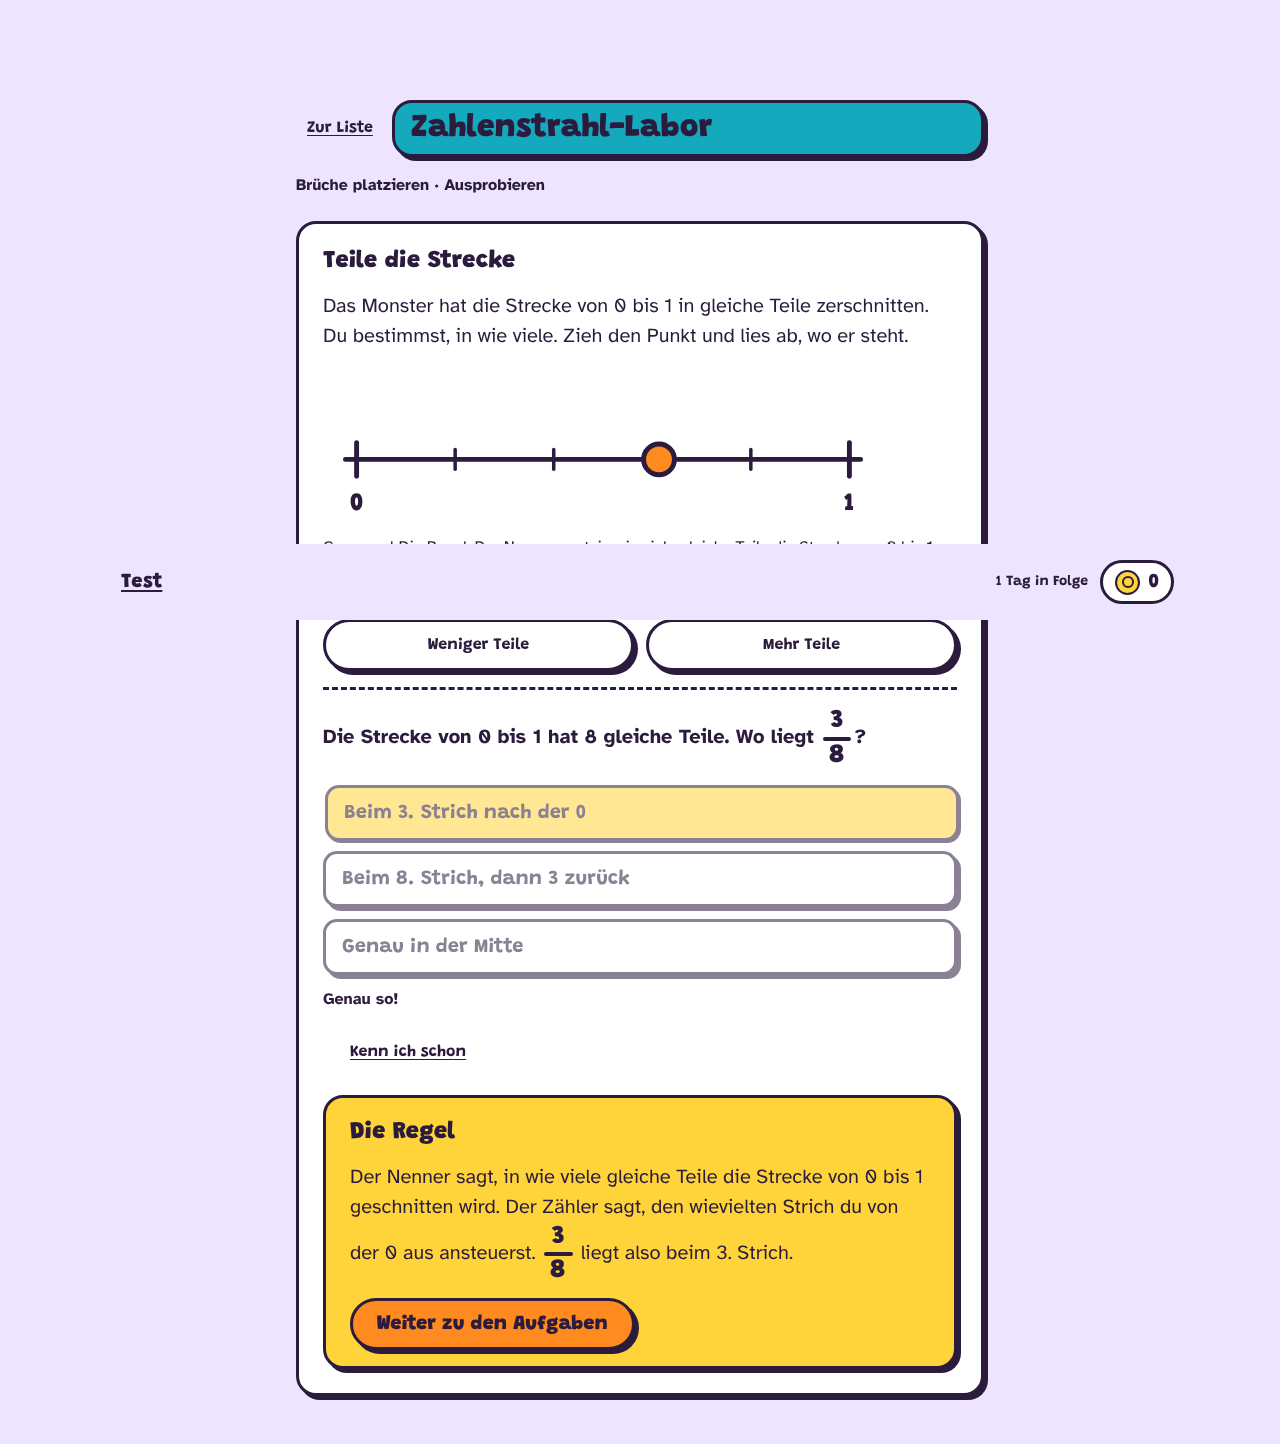 Zur Liste
Zahlenstrahl-Labor
Brüche platzieren · Ausprobieren
Teile die Strecke
Das Monster hat die Strecke von 0 bis 1 in gleiche Teile zerschnitten.
Du bestimmst, in wie viele. Zieh den Punkt und lies ab, wo er steht.
0
1
Test
1 Tag in Folge
0
Weniger Teile
Mehr Teile
Die Strecke von 0 bis 1 hat 8 gleiche Teile. Wo liegt 3/8?
Beim 3. Strich nach der 0
Beim 8. Strich, dann 3 zurück
Genau in der Mitte
Genau so!
Kenn ich schon
Die Regel
Der Nenner sagt, in wie viele gleiche Teile die Strecke von 0 bis 1
geschnitten wird. Der Zähler sagt, den wievielten Strich du von
der 0 aus ansteuerst. 3/8 liegt also beim 3. Strich.
Weiter zu den Aufgaben